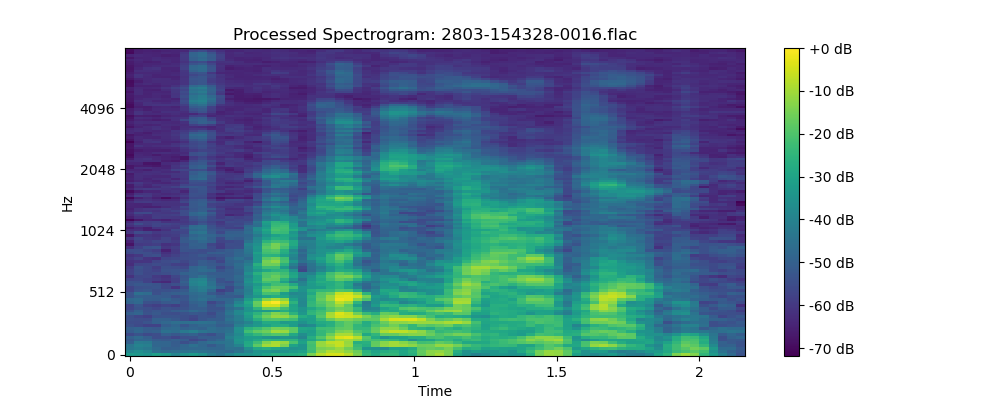 Processed Spectrogram: 2803-154328-0016.flac
Hz
4096
2048
1024
512
0
0
0.5
1
1.5
2
Time
+0 dB
-10 dB
-20 dB
-30 dB
-40 dB
-50 dB
-60 dB
-70 dB